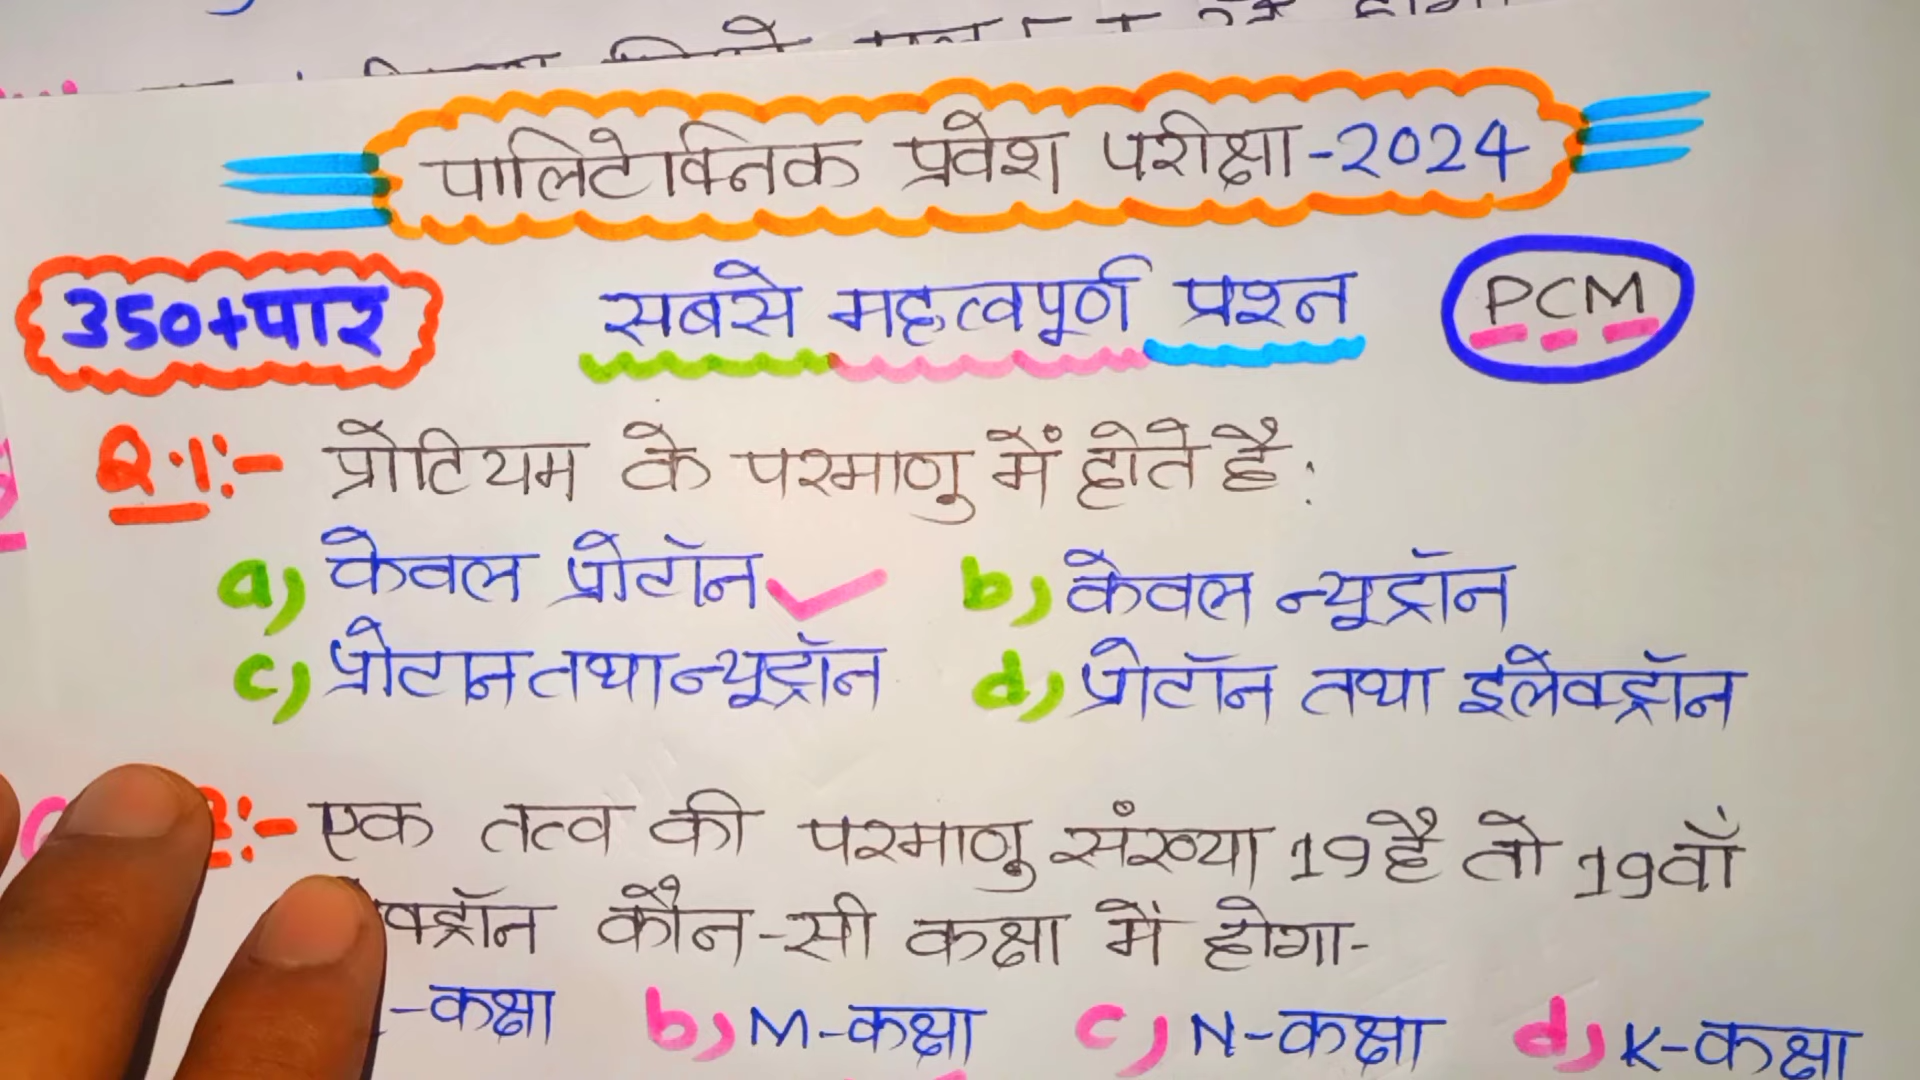 पालिटेक्निक प्रवेश परीक्षा-2024
350+पार सबसे महत्वपूर्ण प्रश्न PCM
Q.1:- प्रोटियम के परमाणु में होते है:
a) केवल प्रोटॉन b) केवल न्यूट्रॉन
c) प्रोटान तथा न्यूट्रॉन d) प्रोटॉन तथा इलेक्ट्रॉन
:- एक तत्व की परमाणु संख्या 19 है तो 19वाँ
कौन-सी कक्षा में होगा-
-कक्षा b) M-कक्षा c) N-कक्षा d) K-कक्षा